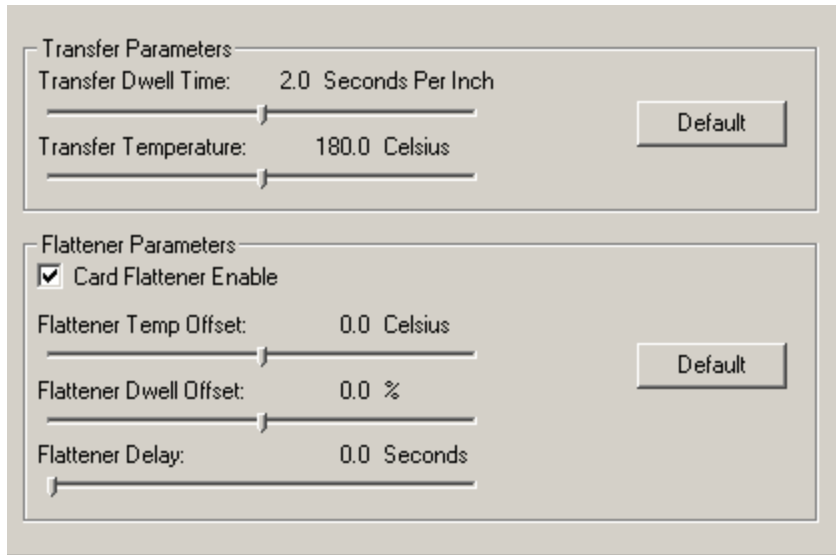 Transfer Parameters
Transfer Dwell Time: 2.0 Seconds Per Inch
Default
Transfer Temperature: 180.0 Celsius
Flattener Parameters
Card Flattener Enable
Flattener Temp Offset: 0.0 Celsius
Default
Flattener Dwell Offset: 0.0 %
Flattener Delay: 0.0 Seconds